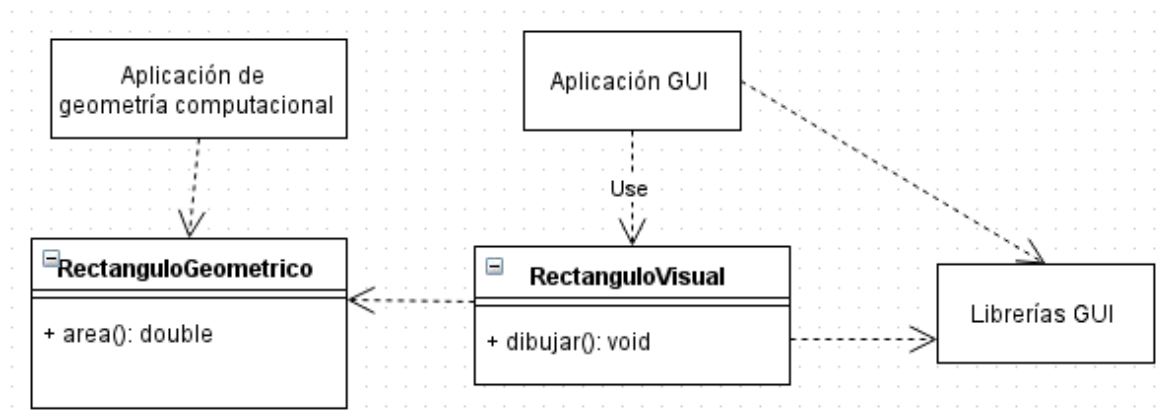 Aplicación de
geometría computacional
Aplicación GUI
Use
RectanguloGeometrico
+ area(): double
RectanguloVisual
+ dibujar(): void
Librerías GUI